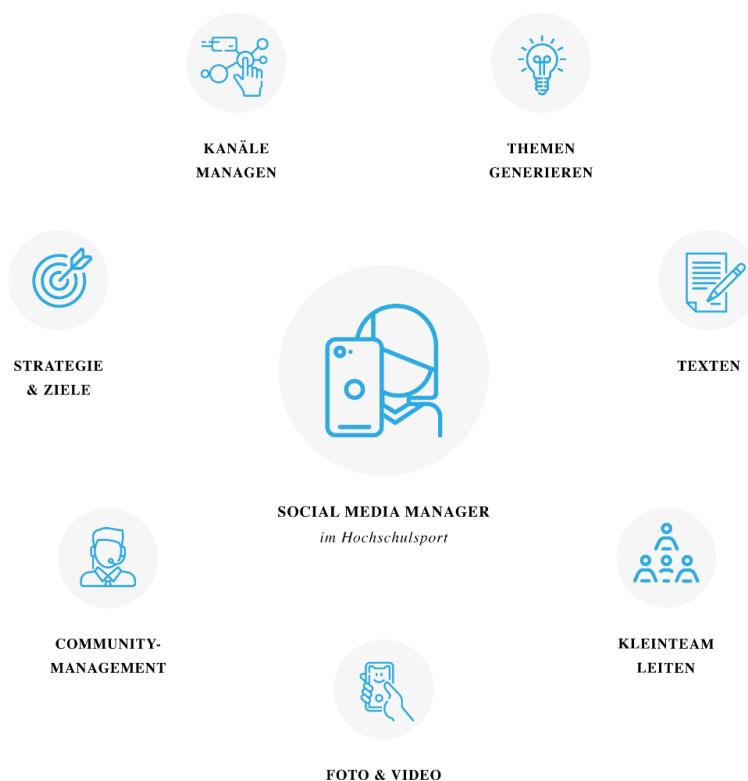 KANÄLE
MANAGEN
THEMEN
GENERIEREN
STRATEGIE
& ZIELE
TEXTEN
SOCIAL MEDIA MANAGER
im Hochschulsport
COMMUNITY-
MANAGEMENT
KLEINTEAM
LEITEN
FOTO & VIDEO